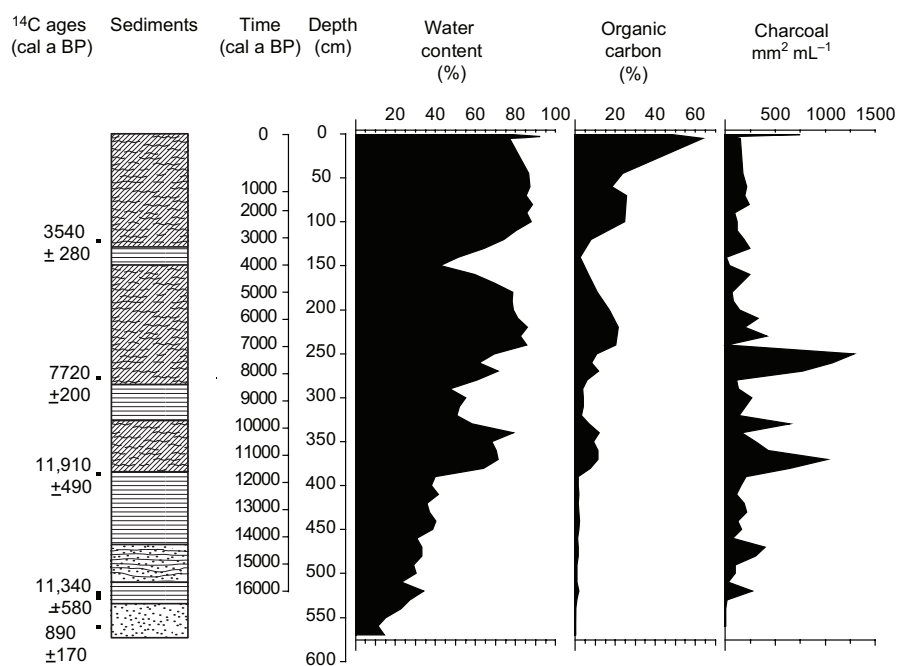 ¹⁴C ages
(cal a BP)
Sediments
Time
(cal a BP)
Depth
(cm)
Water
content
(%)
Organic
carbon
(%)
Charcoal
mm² mL⁻¹
20 40 60 80 100
20 40 60
500 1000 1500
3540
± 280
7720
±200
11,910
±490
11,340
±580
890
±170
0
1000
2000
3000
4000
5000
6000
7000
8000
9000
10000
11000
12000
13000
14000
15000
16000
0
50
100
150
200
250
300
350
400
450
500
550
600